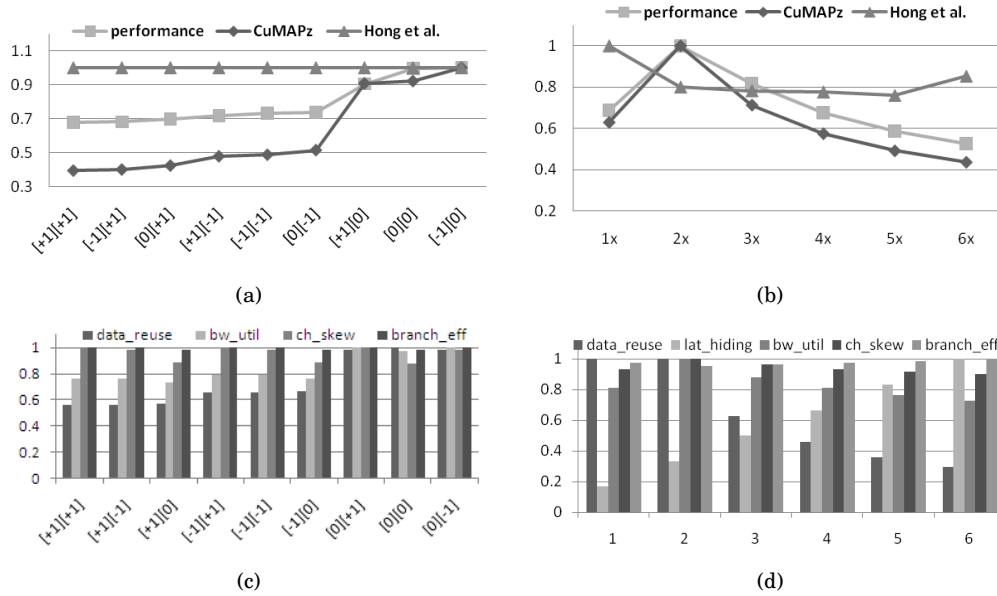 performance CuMAPz Hong et al.
1.1
0.9
0.7
0.5
0.3
[+1][+1] [-1][+1] [0][+1] [+1][-1] [-1][-1] [0][-1] [+1][0] [0][0] [-1][0]
(a)
performance CuMAPz Hong et al.
1
0.8
0.6
0.4
0.2
1x 2x 3x 4x 5x 6x
(b)
data_reuse bw_util ch_skew branch_eff
1
0.8
0.6
0.4
0.2
0
[+1][+1] [+1][-1] [+1][0] [-1][+1] [-1][-1] [-1][0] [0][+1] [0][0] [0][-1]
(c)
data_reuse lat_hiding bw_util ch_skew branch_eff
1
0.8
0.6
0.4
0.2
0
1 2 3 4 5 6
(d)